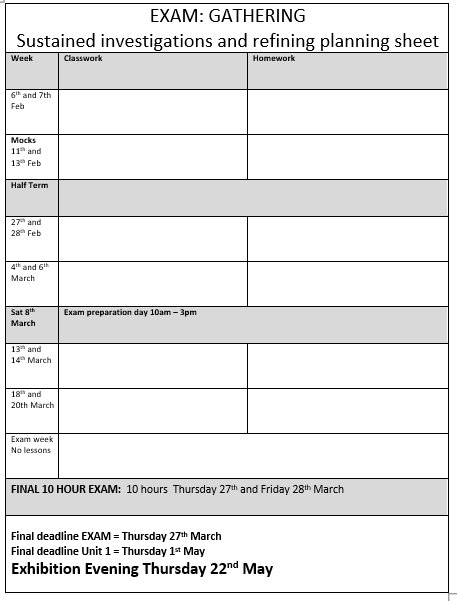 EXAM: GATHERING
Sustained investigations and refining planning sheet
Week Classwork Homework
6th and 7th
Feb
Mocks
11th and
13th Feb
Half Term
27th and
28th Feb
4th and 6th
March
Sat 8th
March
Exam preparation day 10am – 3pm
13th and
14th March
18th and
20th March
Exam week
No lessons
FINAL 10 HOUR EXAM: 10 hours Thursday 27th and Friday 28th March
Final deadline EXAM = Thursday 27th March
Final deadline Unit 1 = Thursday 1st May
Exhibition Evening Thursday 22nd May